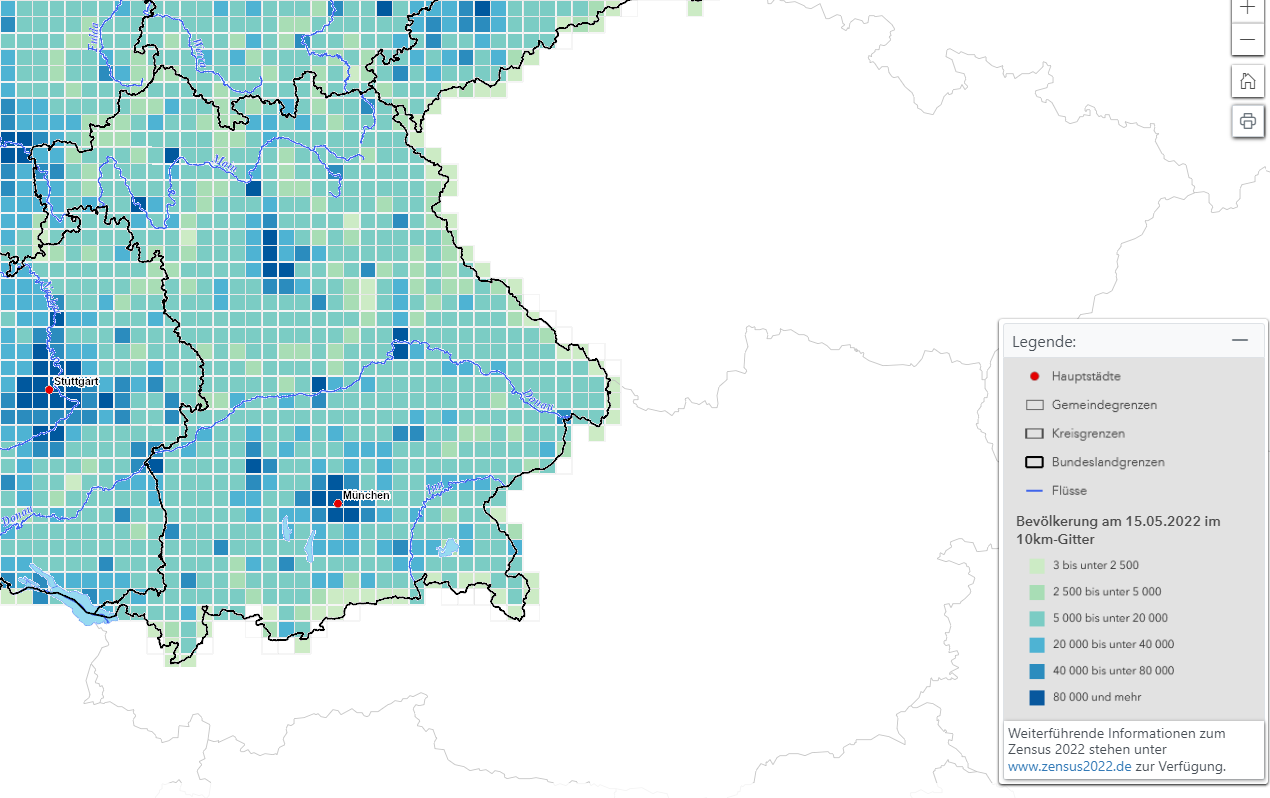 Fulda
Werra
Main
Neckar
Stuttgart
Donau
Donau
München
Inn
Legende:
Hauptstädte
Gemeindegrenzen
Kreisgrenzen
Bundeslandgrenzen
Flüsse
Bevölkerung am 15.05.2022 im
10km-Gitter
3 bis unter 2 500
2 500 bis unter 5 000
5 000 bis unter 20 000
20 000 bis unter 40 000
40 000 bis unter 80 000
80 000 und mehr
Weiterführende Informationen zum
Zensus 2022 stehen unter
www.zensus2022.de zur Verfügung.